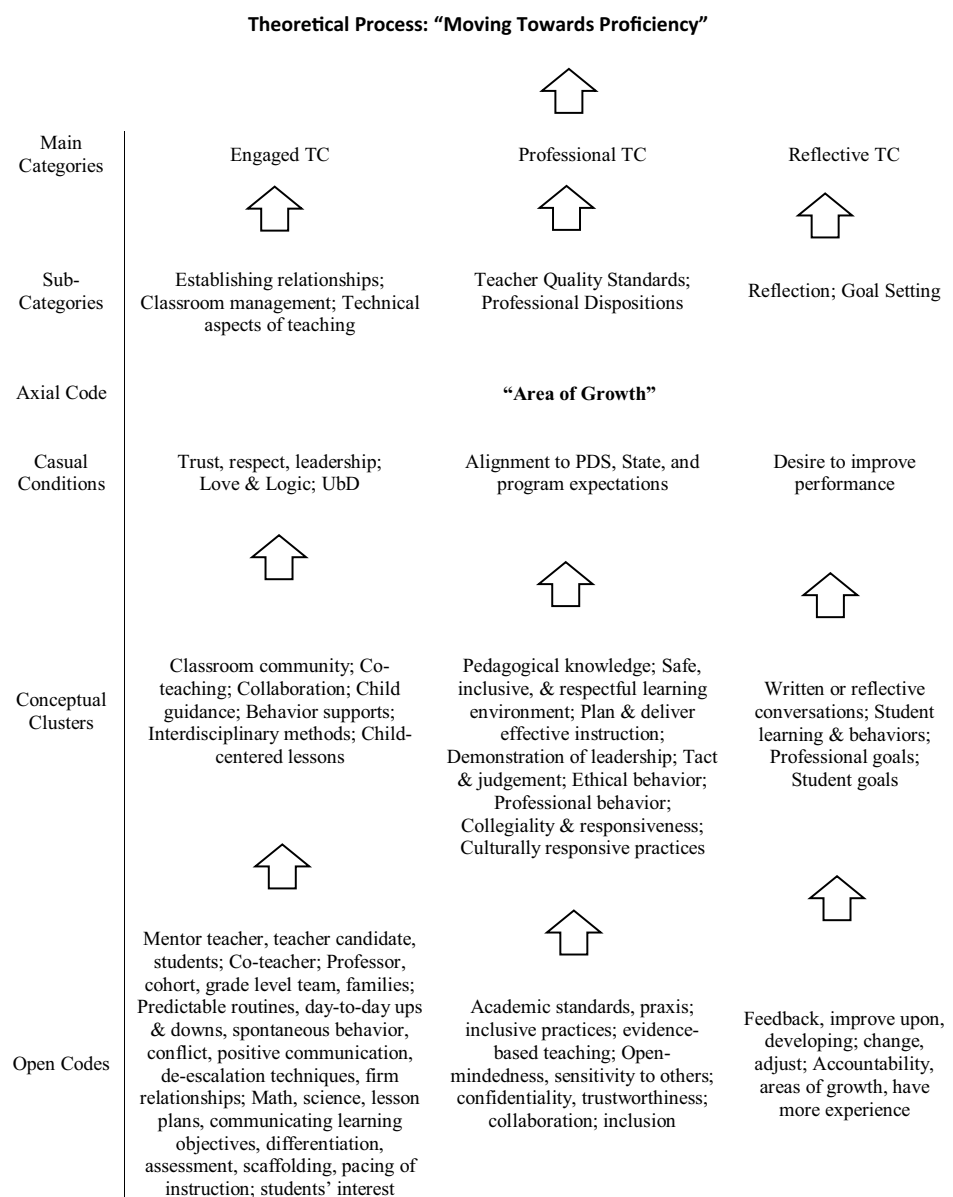 Theoretical Process: “Moving Towards Proficiency”
Main
Categories
Engaged TC
Professional TC
Reflective TC
Sub-
Categories
Establishing relationships;
Classroom management; Technical
aspects of teaching
Teacher Quality Standards;
Professional Dispositions
Reflection; Goal Setting
Axial Code
“Area of Growth”
Casual
Conditions
Trust, respect, leadership;
Love & Logic; UbD
Alignment to PDS, State, and
program expectations
Desire to improve
performance
Conceptual
Clusters
Classroom community; Co-
teaching; Collaboration; Child
guidance; Behavior supports;
Interdisciplinary methods; Child-
centered lessons
Pedagogical knowledge; Safe,
inclusive, & respectful learning
environment; Plan & deliver
effective instruction;
Demonstration of leadership; Tact
& judgement; Ethical behavior;
Professional behavior;
Collegiality & responsiveness;
Culturally responsive practices
Written or reflective
conversations; Student
learning & behaviors;
Professional goals;
Student goals
Open Codes
Mentor teacher, teacher candidate,
students; Co-teacher; Professor,
cohort, grade level team, families;
Predictable routines, day-to-day ups
& downs, spontaneous behavior,
conflict, positive communication,
de-escalation techniques, firm
relationships; Math, science, lesson
plans, communicating learning
objectives, differentiation,
assessment, scaffolding, pacing of
instruction; students’ interest
Academic standards, praxis;
inclusive practices; evidence-
based teaching; Open-
mindedness, sensitivity to others;
confidentiality, trustworthiness;
collaboration; inclusion
Feedback, improve upon,
developing; change,
adjust; Accountability,
areas of growth, have
more experience